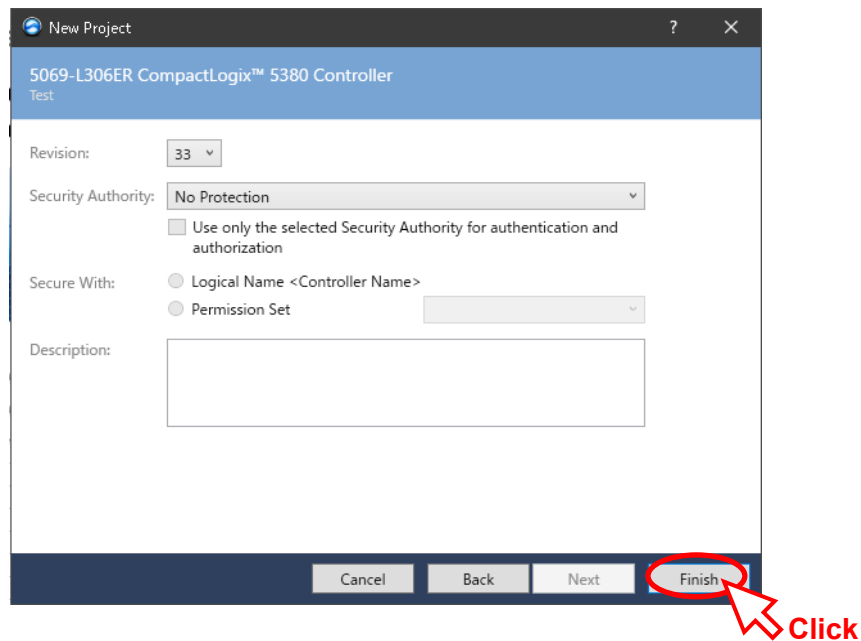 New Project
?
5069-L306ER CompactLogix™ 5380 Controller
Test
Revision:
33
Security Authority:
No Protection
Use only the selected Security Authority for authentication and
authorization
Secure With:
Logical Name <Controller Name>
Permission Set
Description:
Cancel
Back
Next
Finish
Click